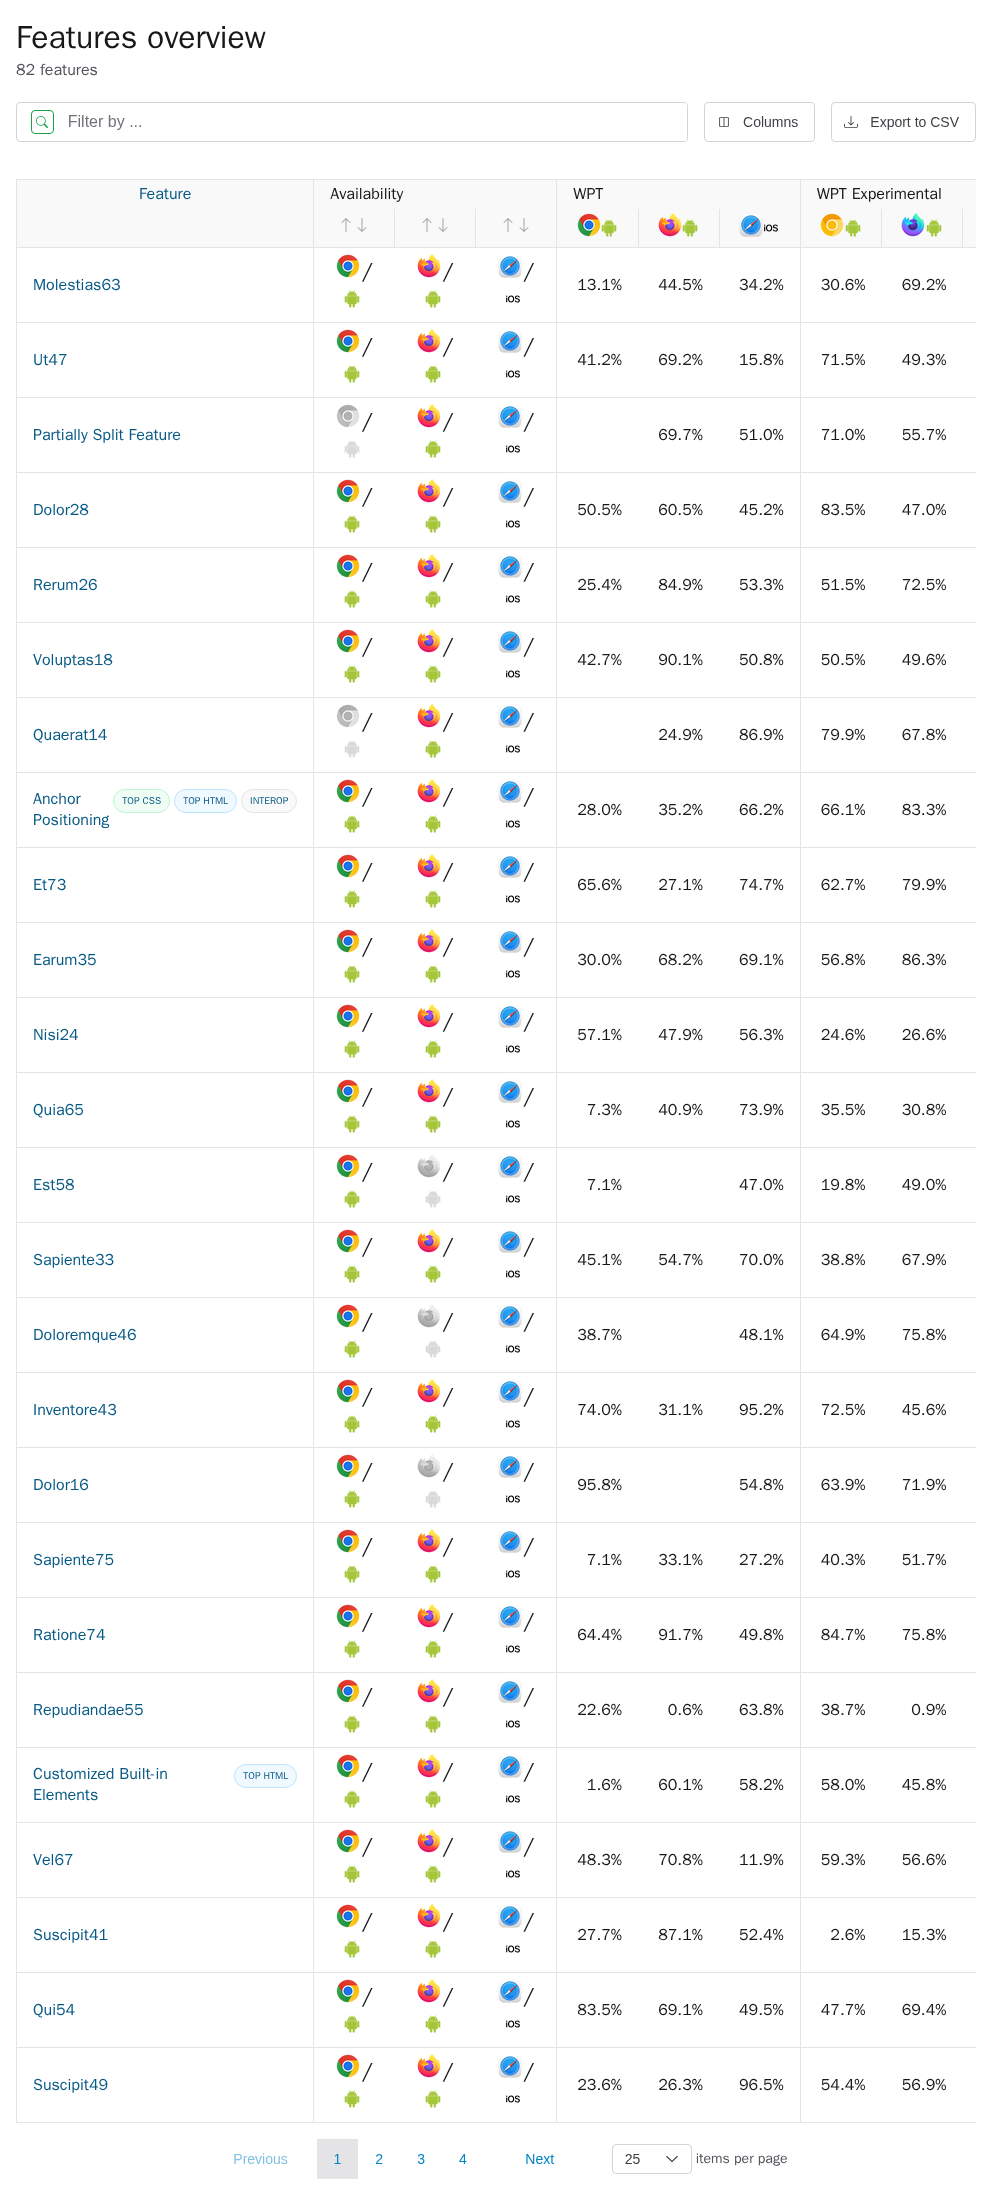 Features overview
82 features
Filter by ...
Columns
Export to CSV
Feature Availability WPT WPT Experimental
iOS
Molestias63 / / / 13.1% 44.5% 34.2% 30.6% 69.2%
iOS
Ut47 / / / 41.2% 69.2% 15.8% 71.5% 49.3%
iOS
Partially Split Feature / / / 69.7% 51.0% 71.0% 55.7%
iOS
Dolor28 / / / 50.5% 60.5% 45.2% 83.5% 47.0%
iOS
Rerum26 / / / 25.4% 84.9% 53.3% 51.5% 72.5%
iOS
Voluptas18 / / / 42.7% 90.1% 50.8% 50.5% 49.6%
iOS
Quaerat14 / / / 24.9% 86.9% 79.9% 67.8%
iOS
Anchor TOP CSS TOP HTML INTEROP / / / 28.0% 35.2% 66.2% 66.1% 83.3%
Positioning iOS
Et73 / / / 65.6% 27.1% 74.7% 62.7% 79.9%
iOS
Earum35 / / / 30.0% 68.2% 69.1% 56.8% 86.3%
iOS
Nisi24 / / / 57.1% 47.9% 56.3% 24.6% 26.6%
iOS
Quia65 / / / 7.3% 40.9% 73.9% 35.5% 30.8%
iOS
Est58 / / / 7.1% 47.0% 19.8% 49.0%
iOS
Sapiente33 / / / 45.1% 54.7% 70.0% 38.8% 67.9%
iOS
Doloremque46 / / / 38.7% 48.1% 64.9% 75.8%
iOS
Inventore43 / / / 74.0% 31.1% 95.2% 72.5% 45.6%
iOS
Dolor16 / / / 95.8% 54.8% 63.9% 71.9%
iOS
Sapiente75 / / / 7.1% 33.1% 27.2% 40.3% 51.7%
iOS
Ratione74 / / / 64.4% 91.7% 49.8% 84.7% 75.8%
iOS
Repudiandae55 / / / 22.6% 0.6% 63.8% 38.7% 0.9%
iOS
Customized Built-in TOP HTML / / / 1.6% 60.1% 58.2% 58.0% 45.8%
Elements iOS
Vel67 / / / 48.3% 70.8% 11.9% 59.3% 56.6%
iOS
Suscipit41 / / / 27.7% 87.1% 52.4% 2.6% 15.3%
iOS
Qui54 / / / 83.5% 69.1% 49.5% 47.7% 69.4%
iOS
Suscipit49 / / / 23.6% 26.3% 96.5% 54.4% 56.9%
iOS
Previous 1 2 3 4 Next 25 items per page